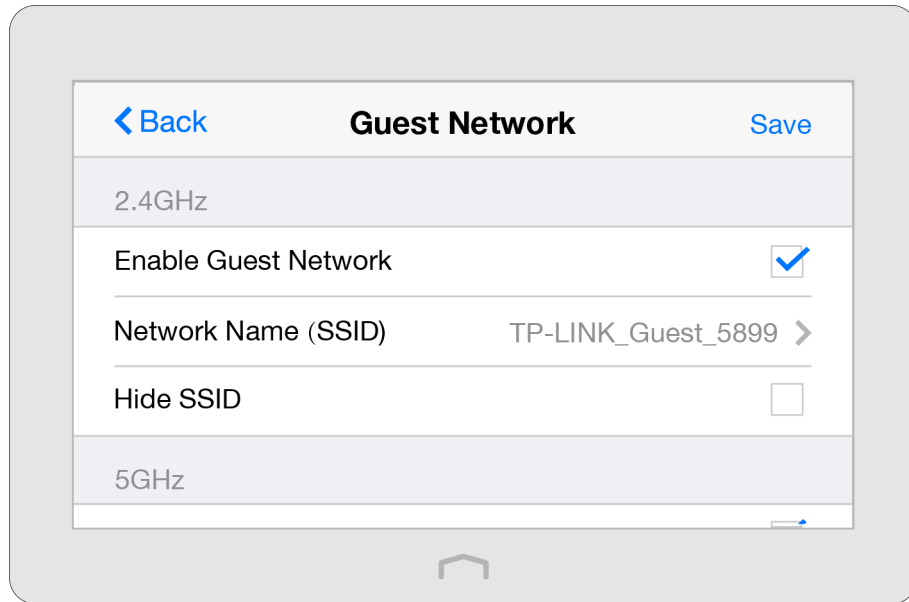 Back Guest Network Save
2.4GHz
Enable Guest Network
Network Name (SSID) TP-LINK_Guest_5899
Hide SSID
5GHz